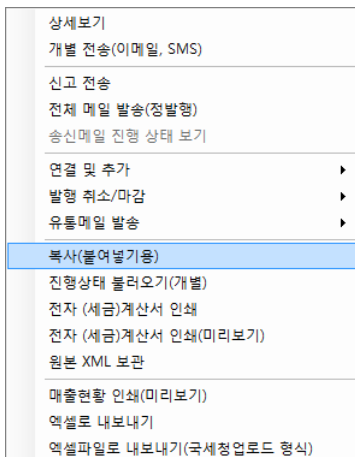 상세보기
개별 전송(이메일, SMS)
신고 전송
전체 메일 발송(정발행)
송신메일 진행 상태 보기
연결 및 추가
발행 취소/마감
유통메일 발송
복사(붙여넣기용)
진행상태 불러오기(개별)
전자 (세금)계산서 인쇄
전자 (세금)계산서 인쇄(미리보기)
원본 XML 보관
매출현황 인쇄(미리보기)
엑셀로 내보내기
엑셀파일로 내보내기(국세청업로드 형식)